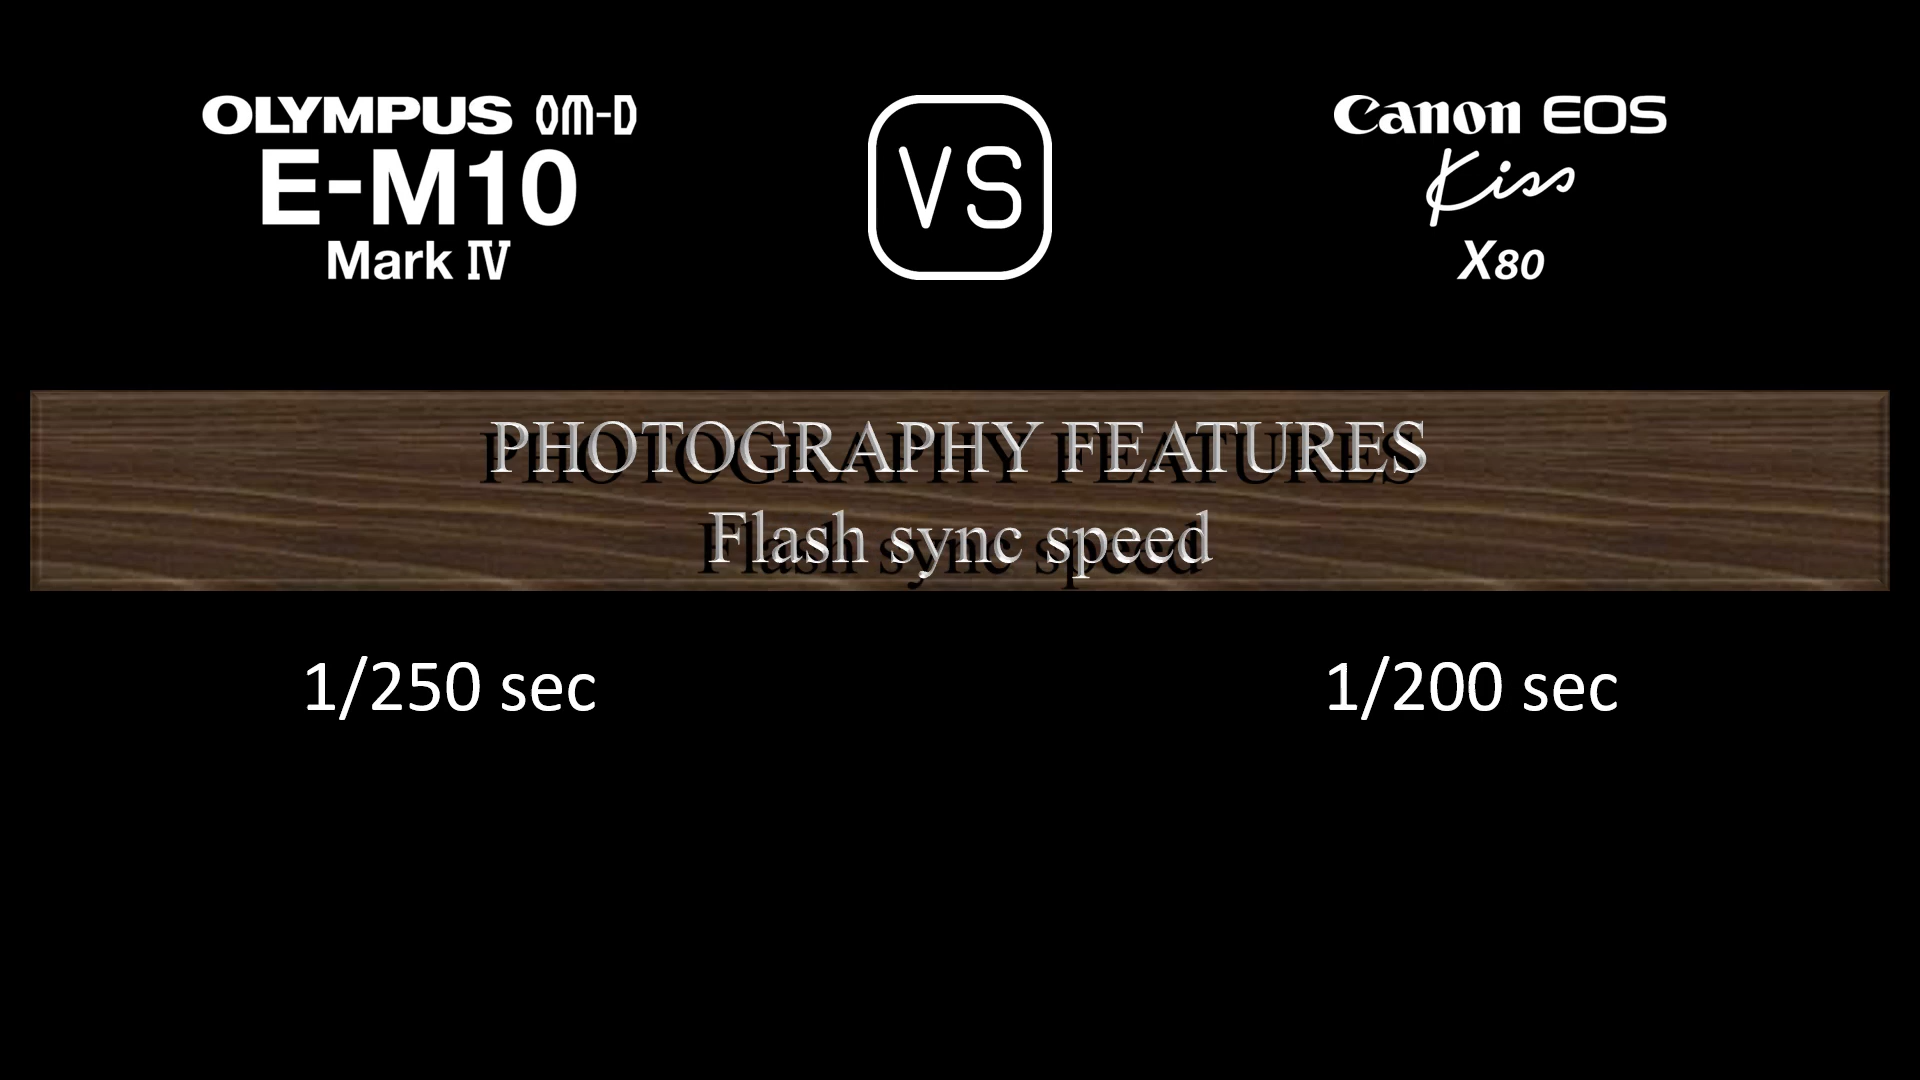 OLYMPUS OM-D
E-M10
Mark IV
VS
Canon EOS
Kiss
X80
PHOTOGRAPHY FEATURES
Flash sync speed
1/250 sec
1/200 sec